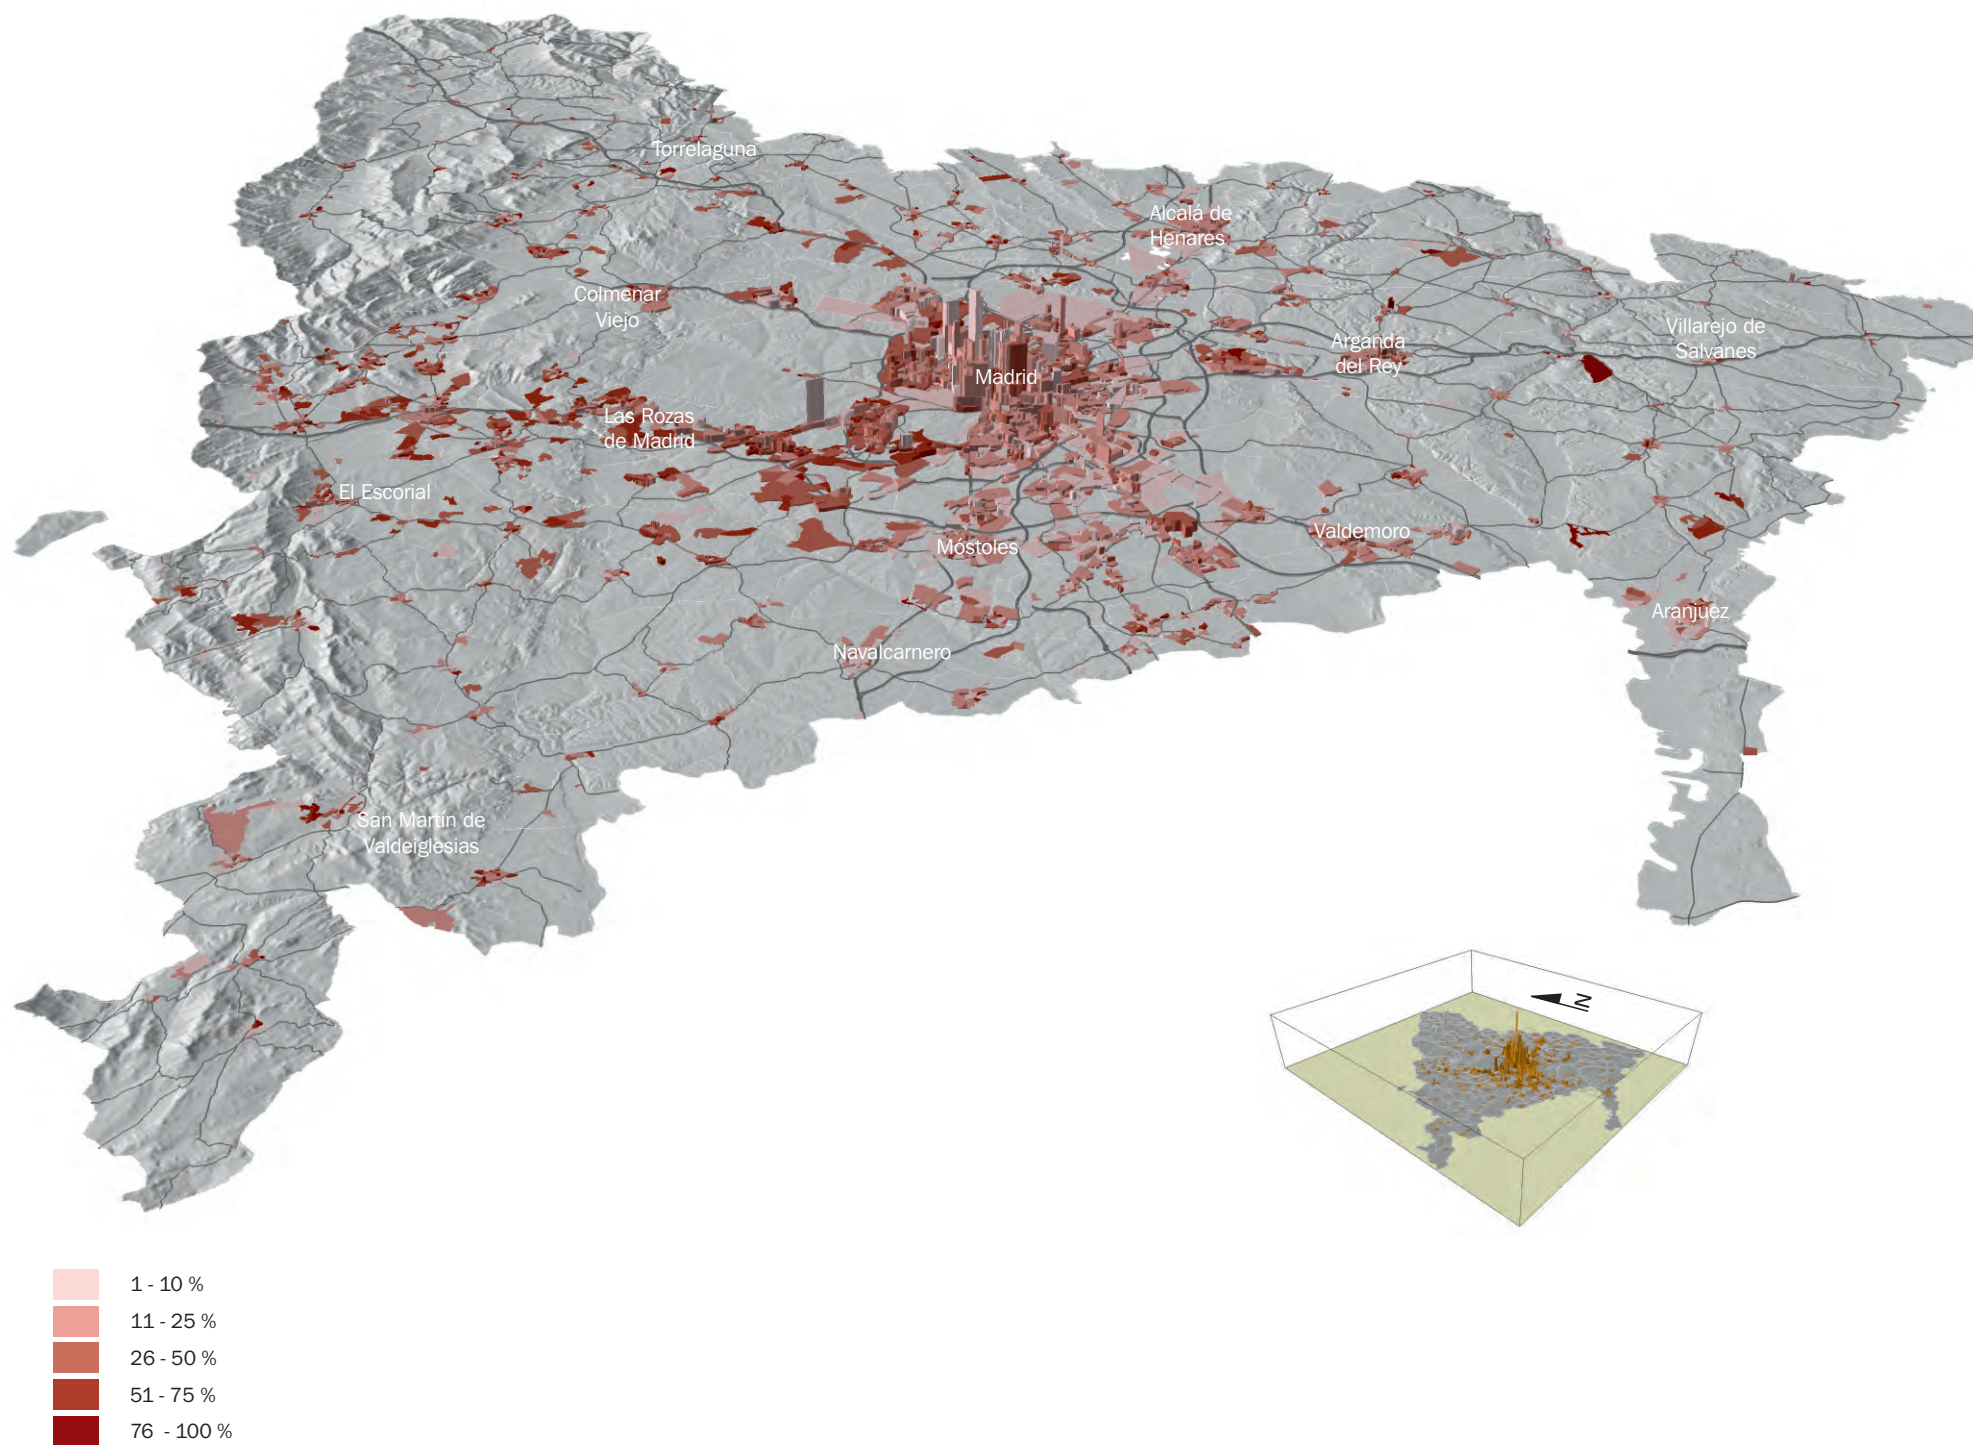 Torrelaguna
Alcalá de
Henares
Colmenar
Viejo
Villarejo de
Salvanes
Arganda
del Rey
Madrid
Las Rozas
de Madrid
El Escorial
Valdemoro
Móstoles
Aranjuez
Navalcarnero
San Martín de
Valdeiglesias
N
1 - 10 %
11 - 25 %
26 - 50 %
51 - 75 %
76 - 100 %